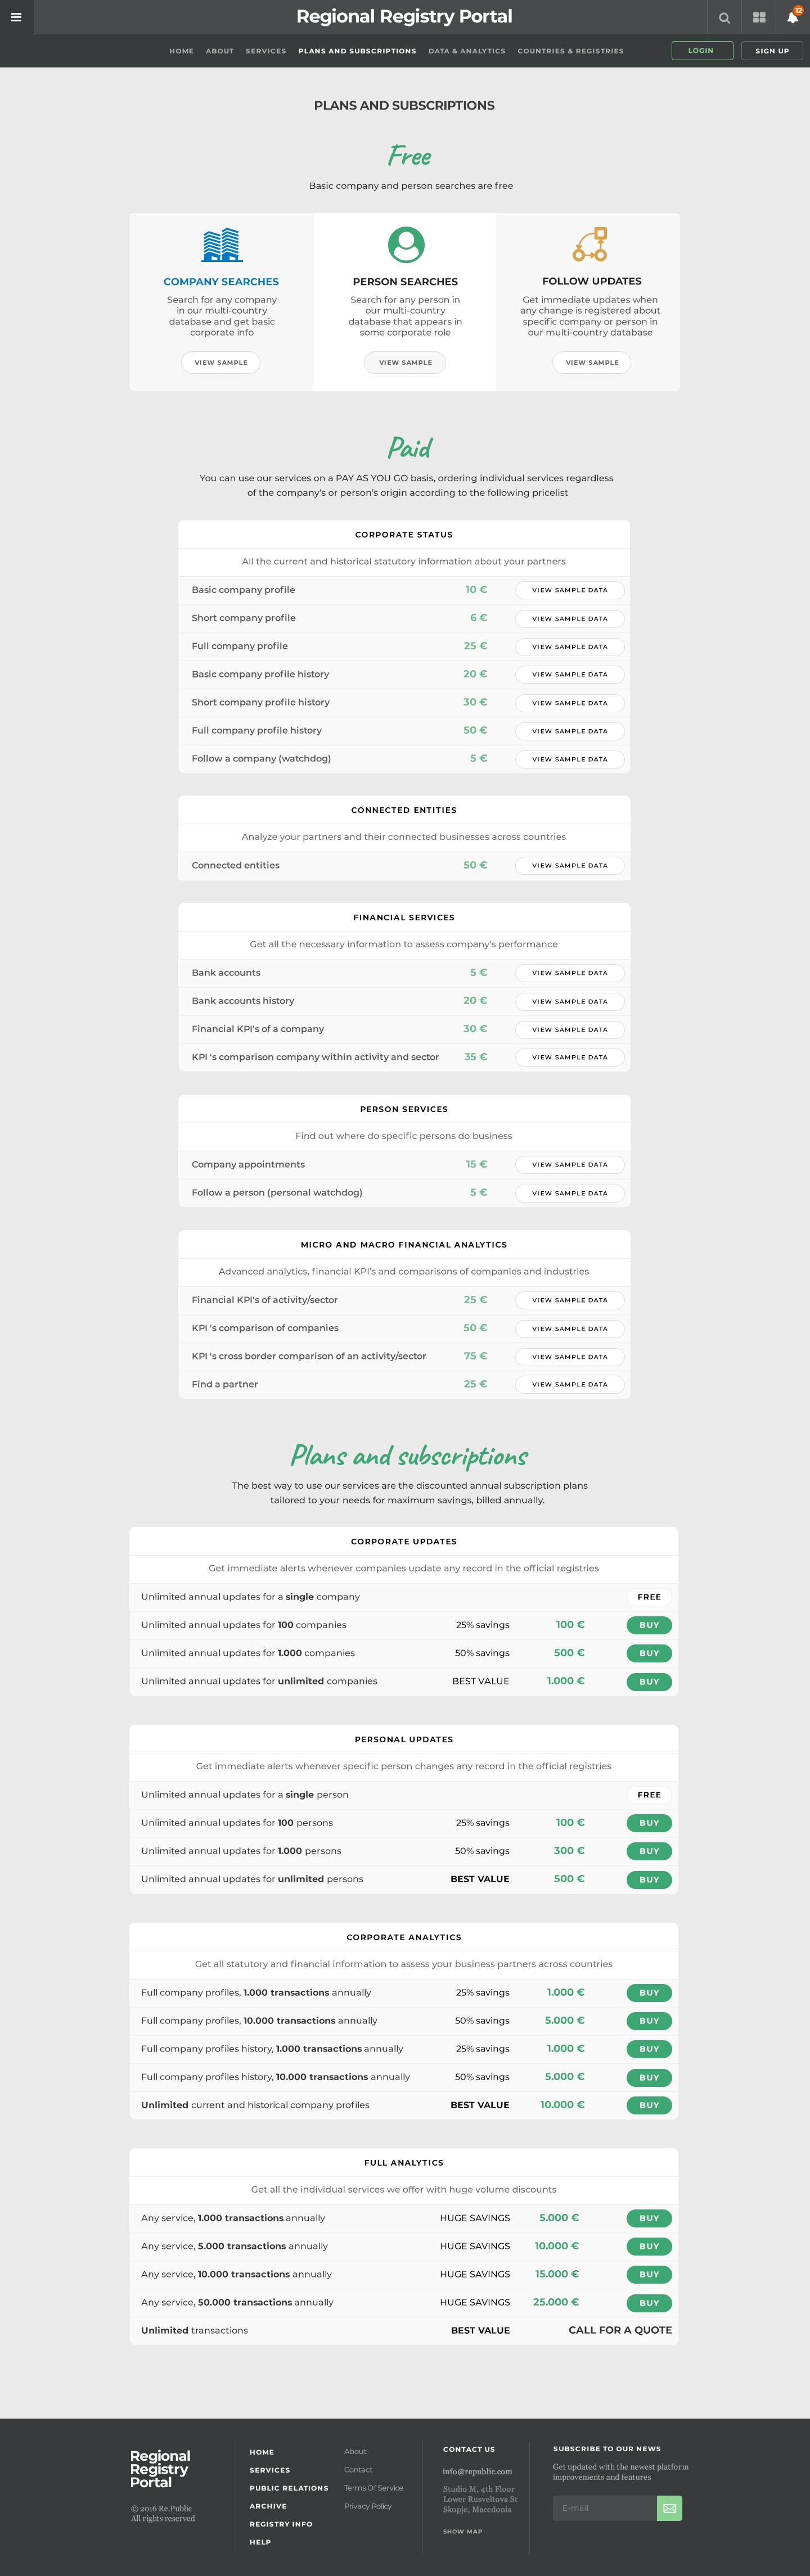 Regional Registry Portal
12
HOME ABOUT SERVICES PLANS AND SUBSCRIPTIONS DATA & ANALYTICS COUNTRIES & REGISTRIES LOGIN SIGN UP
PLANS AND SUBSCRIPTIONS
Free
Basic company and person searches are free
COMPANY SEARCHES
Search for any company
in our multi-country
database and get basic
corporate info
VIEW SAMPLE
PERSON SEARCHES
Search for any person in
our multi-country
database that appears in
some corporate role
VIEW SAMPLE
FOLLOW UPDATES
Get immediate updates when
any change is registered about
specific company or person in
our multi-country database
VIEW SAMPLE
Paid
You can use our services on a PAY AS YOU GO basis, ordering individual services regardless
of the company's or person's origin according to the following pricelist
CORPORATE STATUS
All the current and historical statutory information about your partners
Basic company profile 10 € VIEW SAMPLE DATA
Short company profile 6 € VIEW SAMPLE DATA
Full company profile 25 € VIEW SAMPLE DATA
Basic company profile history 20 € VIEW SAMPLE DATA
Short company profile history 30 € VIEW SAMPLE DATA
Full company profile history 50 € VIEW SAMPLE DATA
Follow a company (watchdog) 5 € VIEW SAMPLE DATA
CONNECTED ENTITIES
Analyze your partners and their connected businesses across countries
Connected entities 50 € VIEW SAMPLE DATA
FINANCIAL SERVICES
Get all the necessary information to assess company's performance
Bank accounts 5 € VIEW SAMPLE DATA
Bank accounts history 20 € VIEW SAMPLE DATA
Financial KPI's of a company 30 € VIEW SAMPLE DATA
KPI 's comparison company within activity and sector 35 € VIEW SAMPLE DATA
PERSON SERVICES
Find out where do specific persons do business
Company appointments 15 € VIEW SAMPLE DATA
Follow a person (personal watchdog) 5 € VIEW SAMPLE DATA
MICRO AND MACRO FINANCIAL ANALYTICS
Advanced analytics, financial KPI's and comparisons of companies and industries
Financial KPI's of activity/sector 25 € VIEW SAMPLE DATA
KPI 's comparison of companies 50 € VIEW SAMPLE DATA
KPI 's cross border comparison of an activity/sector 75 € VIEW SAMPLE DATA
Find a partner 25 € VIEW SAMPLE DATA
Plans and subscriptions
The best way to use our services are the discounted annual subscription plans
tailored to your needs for maximum savings, billed annually.
CORPORATE UPDATES
Get immediate alerts whenever companies update any record in the official registries
Unlimited annual updates for a single company FREE
Unlimited annual updates for 100 companies 25% savings 100 € BUY
Unlimited annual updates for 1.000 companies 50% savings 500 € BUY
Unlimited annual updates for unlimited companies BEST VALUE 1.000 € BUY
PERSONAL UPDATES
Get immediate alerts whenever specific person changes any record in the official registries
Unlimited annual updates for a single person FREE
Unlimited annual updates for 100 persons 25% savings 100 € BUY
Unlimited annual updates for 1.000 persons 50% savings 300 € BUY
Unlimited annual updates for unlimited persons BEST VALUE 500 € BUY
CORPORATE ANALYTICS
Get all statutory and financial information to assess your business partners across countries
Full company profiles, 1.000 transactions annually 25% savings 1.000 € BUY
Full company profiles, 10.000 transactions annually 50% savings 5.000 € BUY
Full company profiles history, 1.000 transactions annually 25% savings 1.000 € BUY
Full company profiles history, 10.000 transactions annually 50% savings 5.000 € BUY
Unlimited current and historical company profiles BEST VALUE 10.000 € BUY
FULL ANALYTICS
Get all the individual services we offer with huge volume discounts
Any service, 1.000 transactions annually HUGE SAVINGS 5.000 € BUY
Any service, 5.000 transactions annually HUGE SAVINGS 10.000 € BUY
Any service, 10.000 transactions annually HUGE SAVINGS 15.000 € BUY
Any service, 50.000 transactions annually HUGE SAVINGS 25.000 € BUY
Unlimited transactions BEST VALUE CALL FOR A QUOTE
Regional
Registry
Portal
© 2016 Re.Public
All rights reserved
HOME
SERVICES
PUBLIC RELATIONS
ARCHIVE
REGISTRY INFO
HELP
About
Contact
Terms Of Service
Privacy Policy
CONTACT US
info@republic.com
Studio M, 4th Floor
Lower Rusveltova St
Skopje, Macedonia
SHOW MAP
SUBSCRIBE TO OUR NEWS
Get updated with the newest platform
improvements and features
E-mail